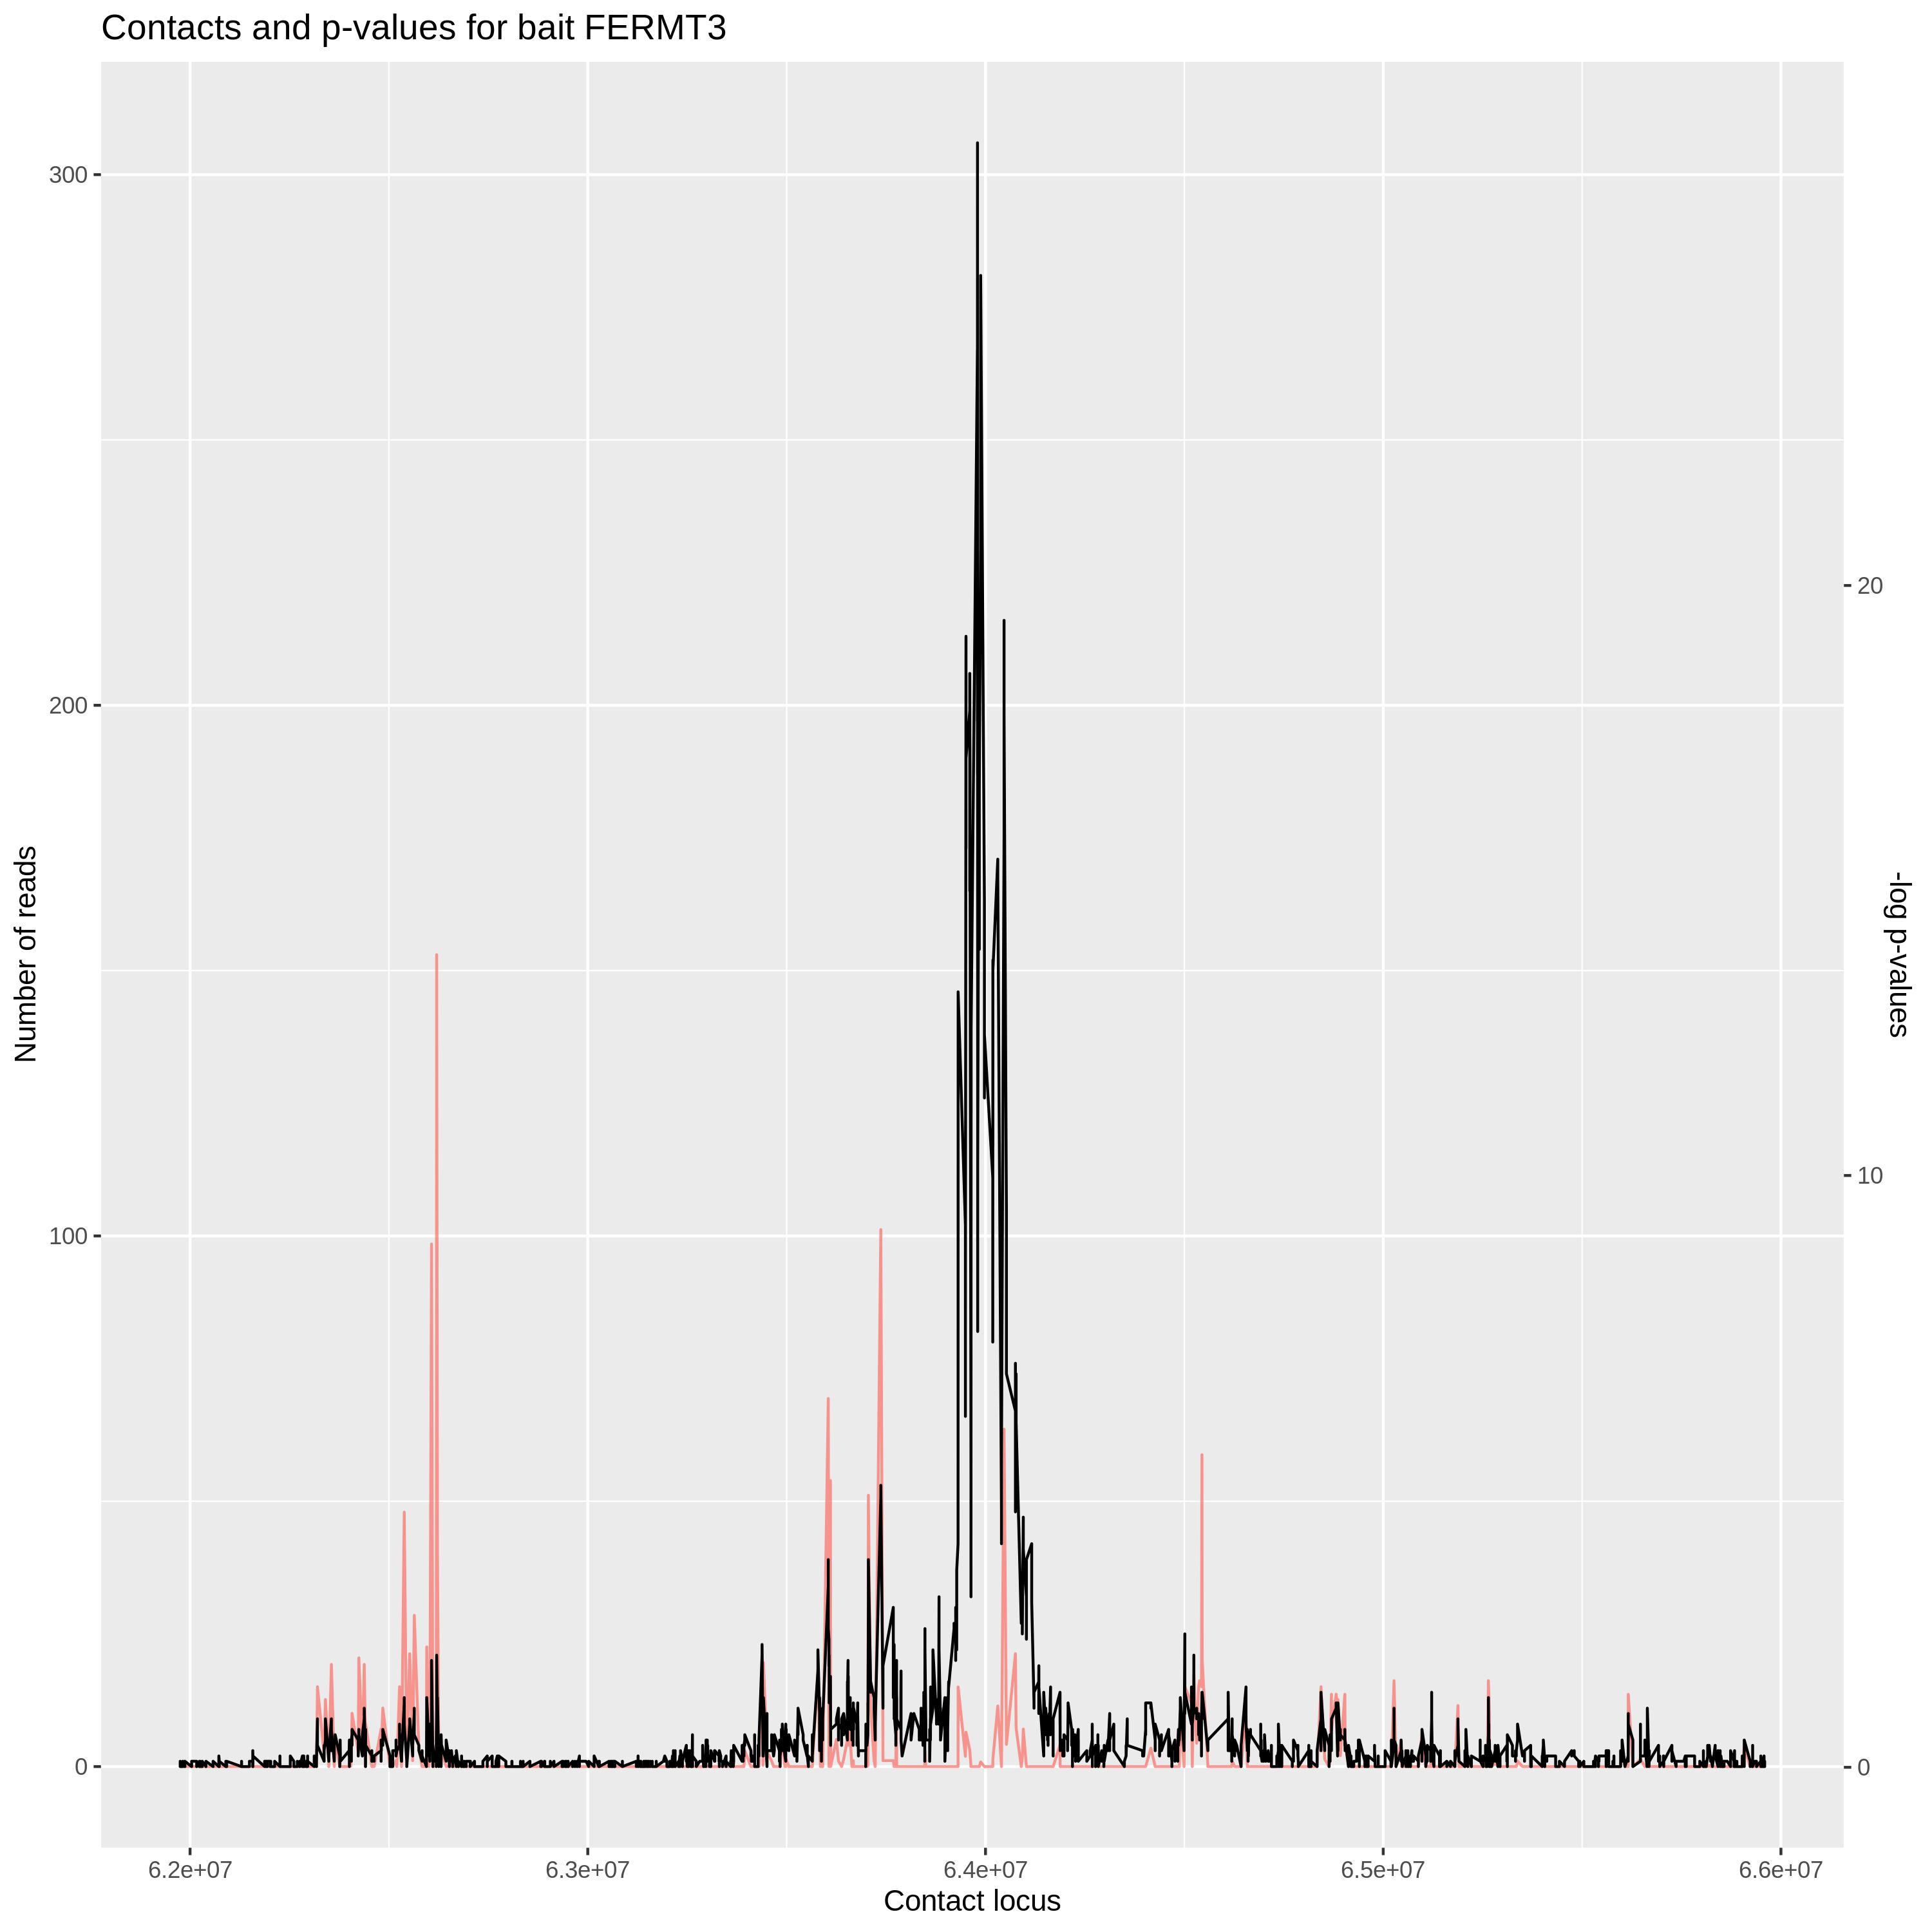 Contacts and p-values for bait FERMT3
300
200
100
0
Number of reads
20
10
0
-log p-values
6.2e+07 6.3e+07 6.4e+07 6.5e+07 6.6e+07
Contact locus